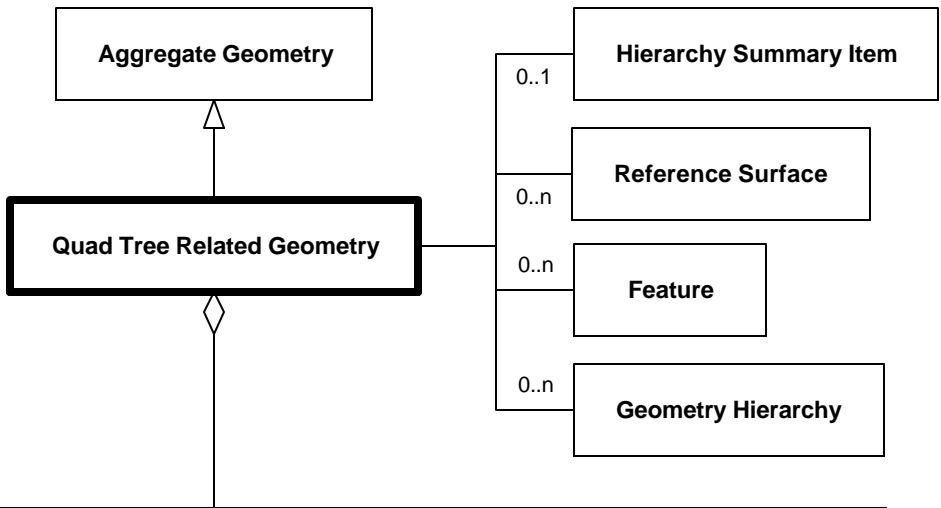 Aggregate Geometry
Hierarchy Summary Item
0..1
Reference Surface
0..n
Quad Tree Related Geometry
0..n
Feature
0..n
Geometry Hierarchy